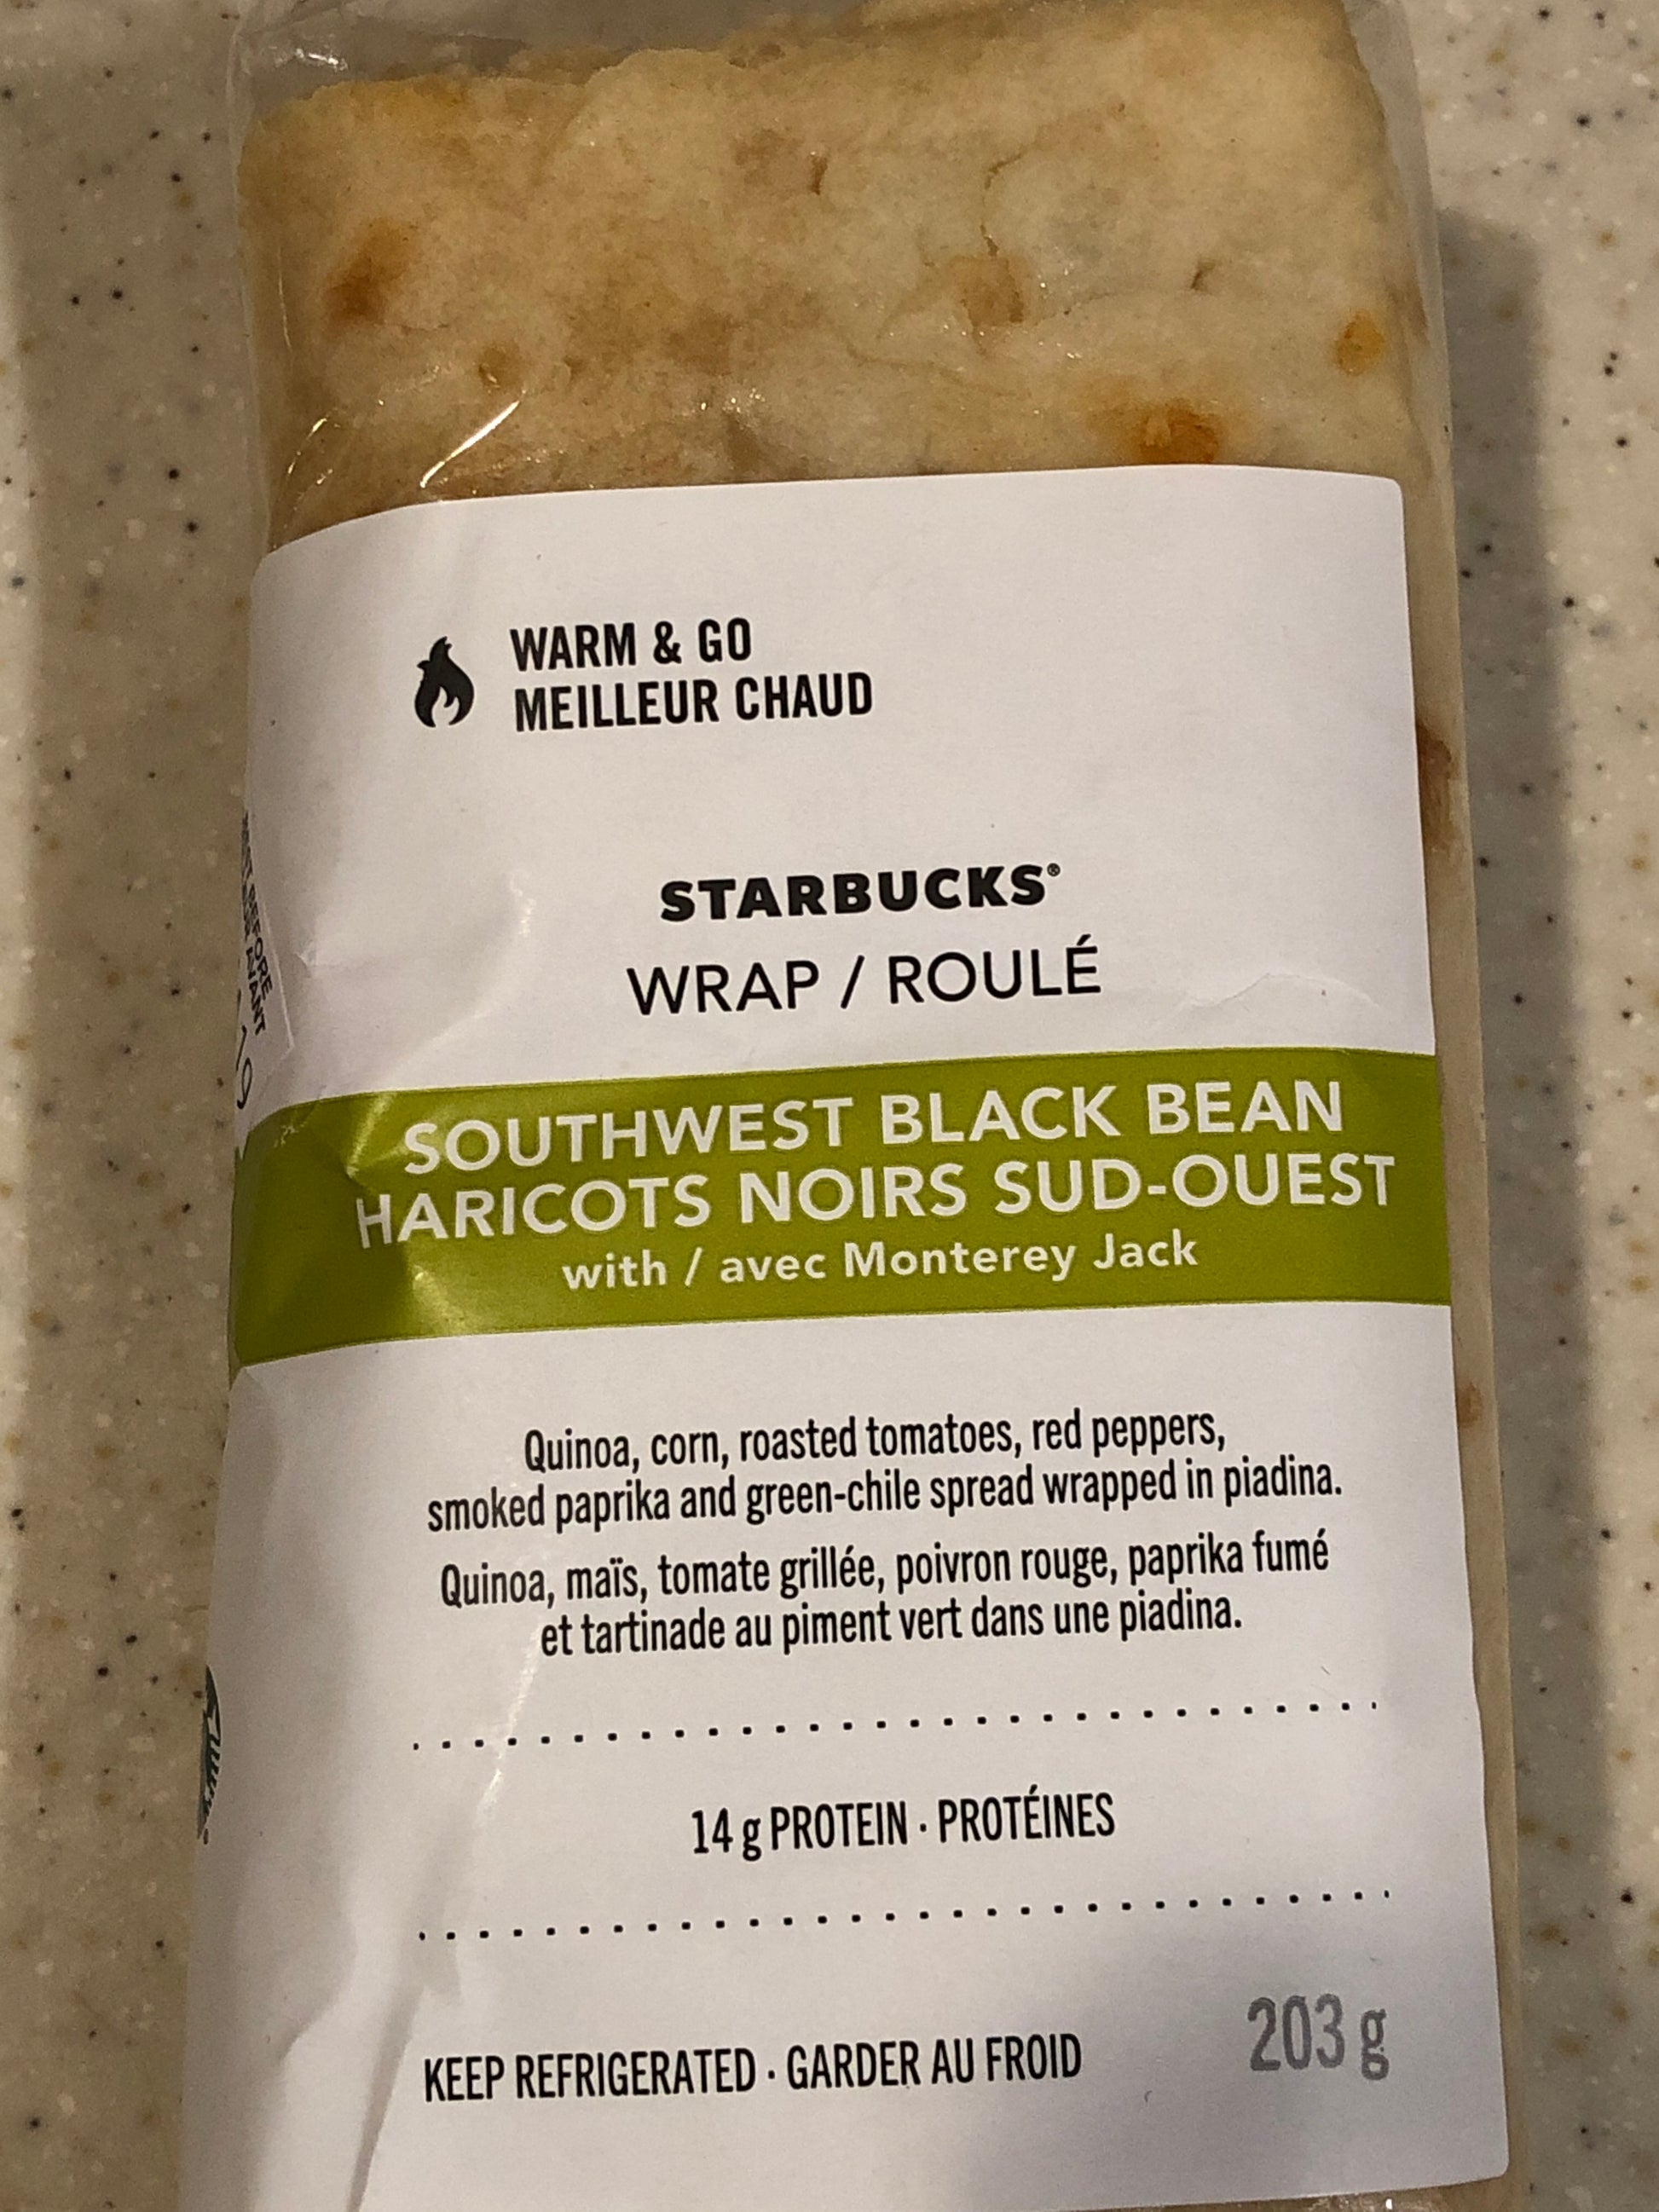 WARM & GO
MEILLEUR CHAUD
STARBUCKS®
WRAP / ROULÉ
BEFORE
AVANT
SOUTHWEST BLACK BEAN
HARICOTS NOIRS SUD-OUEST
with / avec Monterey Jack
Quinoa, corn, roasted tomatoes, red peppers,
smoked paprika and green-chile spread wrapped in piadina.
Quinoa, maïs, tomate grillée, poivron rouge, paprika fumé
et tartinade au piment vert dans une piadina.
14 g PROTEIN · PROTÉINES
KEEP REFRIGERATED · GARDER AU FROID
203 g